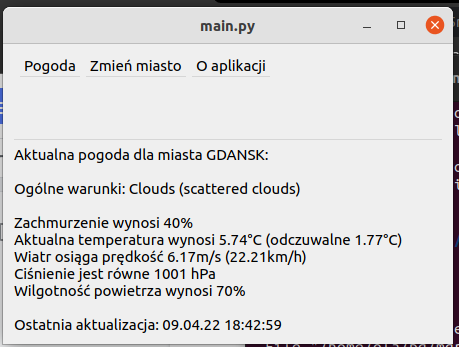 main.py
Pogoda Zmień miasto O aplikacji
Aktualna pogoda dla miasta GDANSK:
Ogólne warunki: Clouds (scattered clouds)
Zachmurzenie wynosi 40%
Aktualna temperatura wynosi 5.74°C (odczuwalne 1.77°C)
Wiatr osiąga prędkość 6.17m/s (22.21km/h)
Ciśnienie jest równe 1001 hPa
Wilgotność powietrza wynosi 70%
Ostatnia aktualizacja: 09.04.22 18:42:59